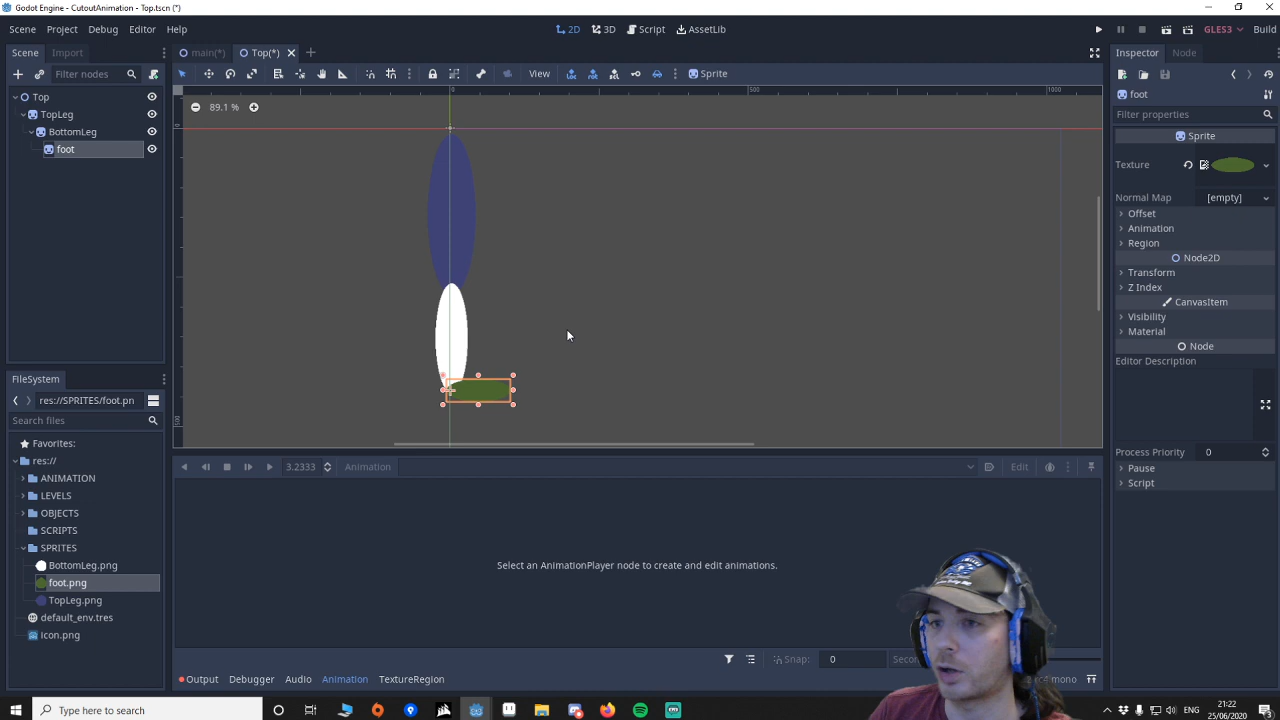 Godot Engine - CutoutAnimation - Top.tscn (*)
Scene Project Debug Editor Help
2D 3D Script AssetLib
GLES3 Build
Scene Import
main(*) Top(*)
Inspector Node
Filter nodes
View Sprite
foot
Top
TopLeg
BottomLeg
foot
0 500 1000
89.1 %
Filter properties
Sprite
Texture
Normal Map [empty]
Offset
Animation
Region
Node2D
Transform
Z Index
CanvasItem
Visibility
Material
Node
Editor Description
Process Priority 0
Pause
Script
FileSystem
res://SPRITES/foot.pn
Search files
Favorites:
res://
ANIMATION
LEVELS
OBJECTS
SCRIPTS
SPRITES
BottomLeg.png
foot.png
TopLeg.png
default_env.tres
icon.png
3.2333 Animation Edit
Select an AnimationPlayer node to create and edit animations.
Snap: 0
Output Debugger Audio Animation TextureRegion
mono
Type here to search
21:22
25/06/2020